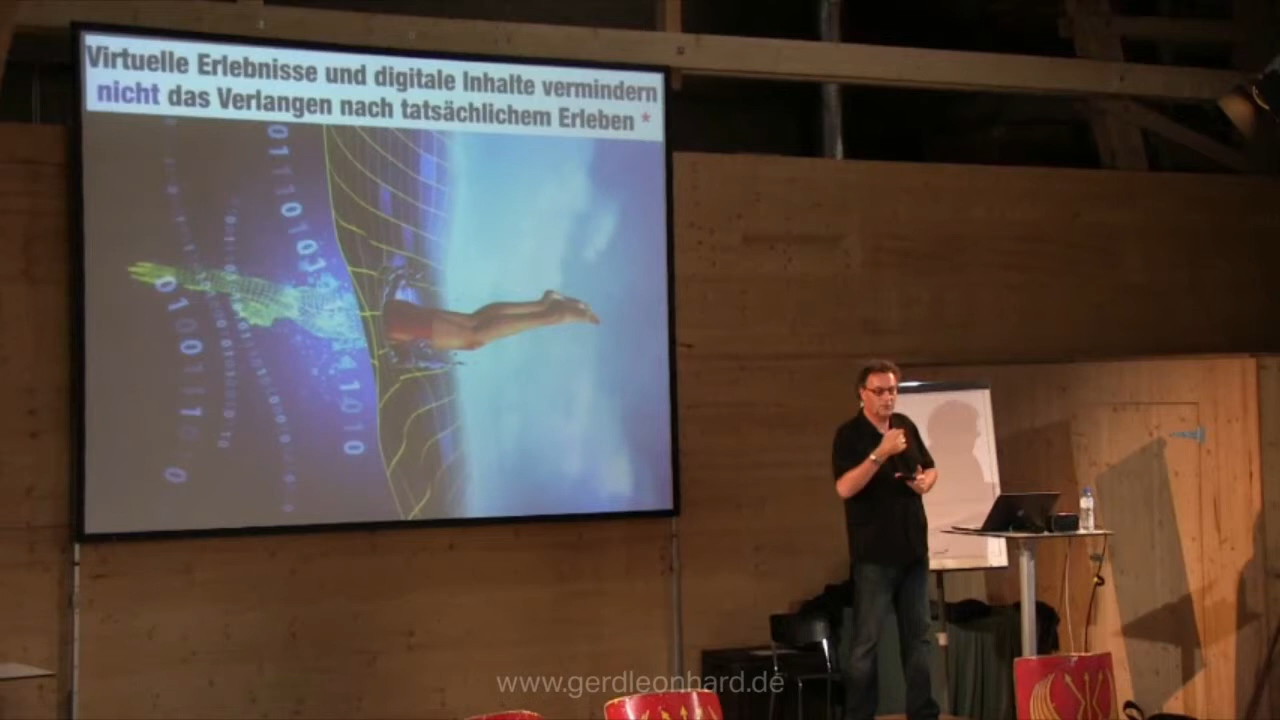 Virtuelle Erlebnisse und digitale Inhalte vermindern
nicht das Verlangen nach tatsächlichem Erleben *
www.gerdleonhard.de